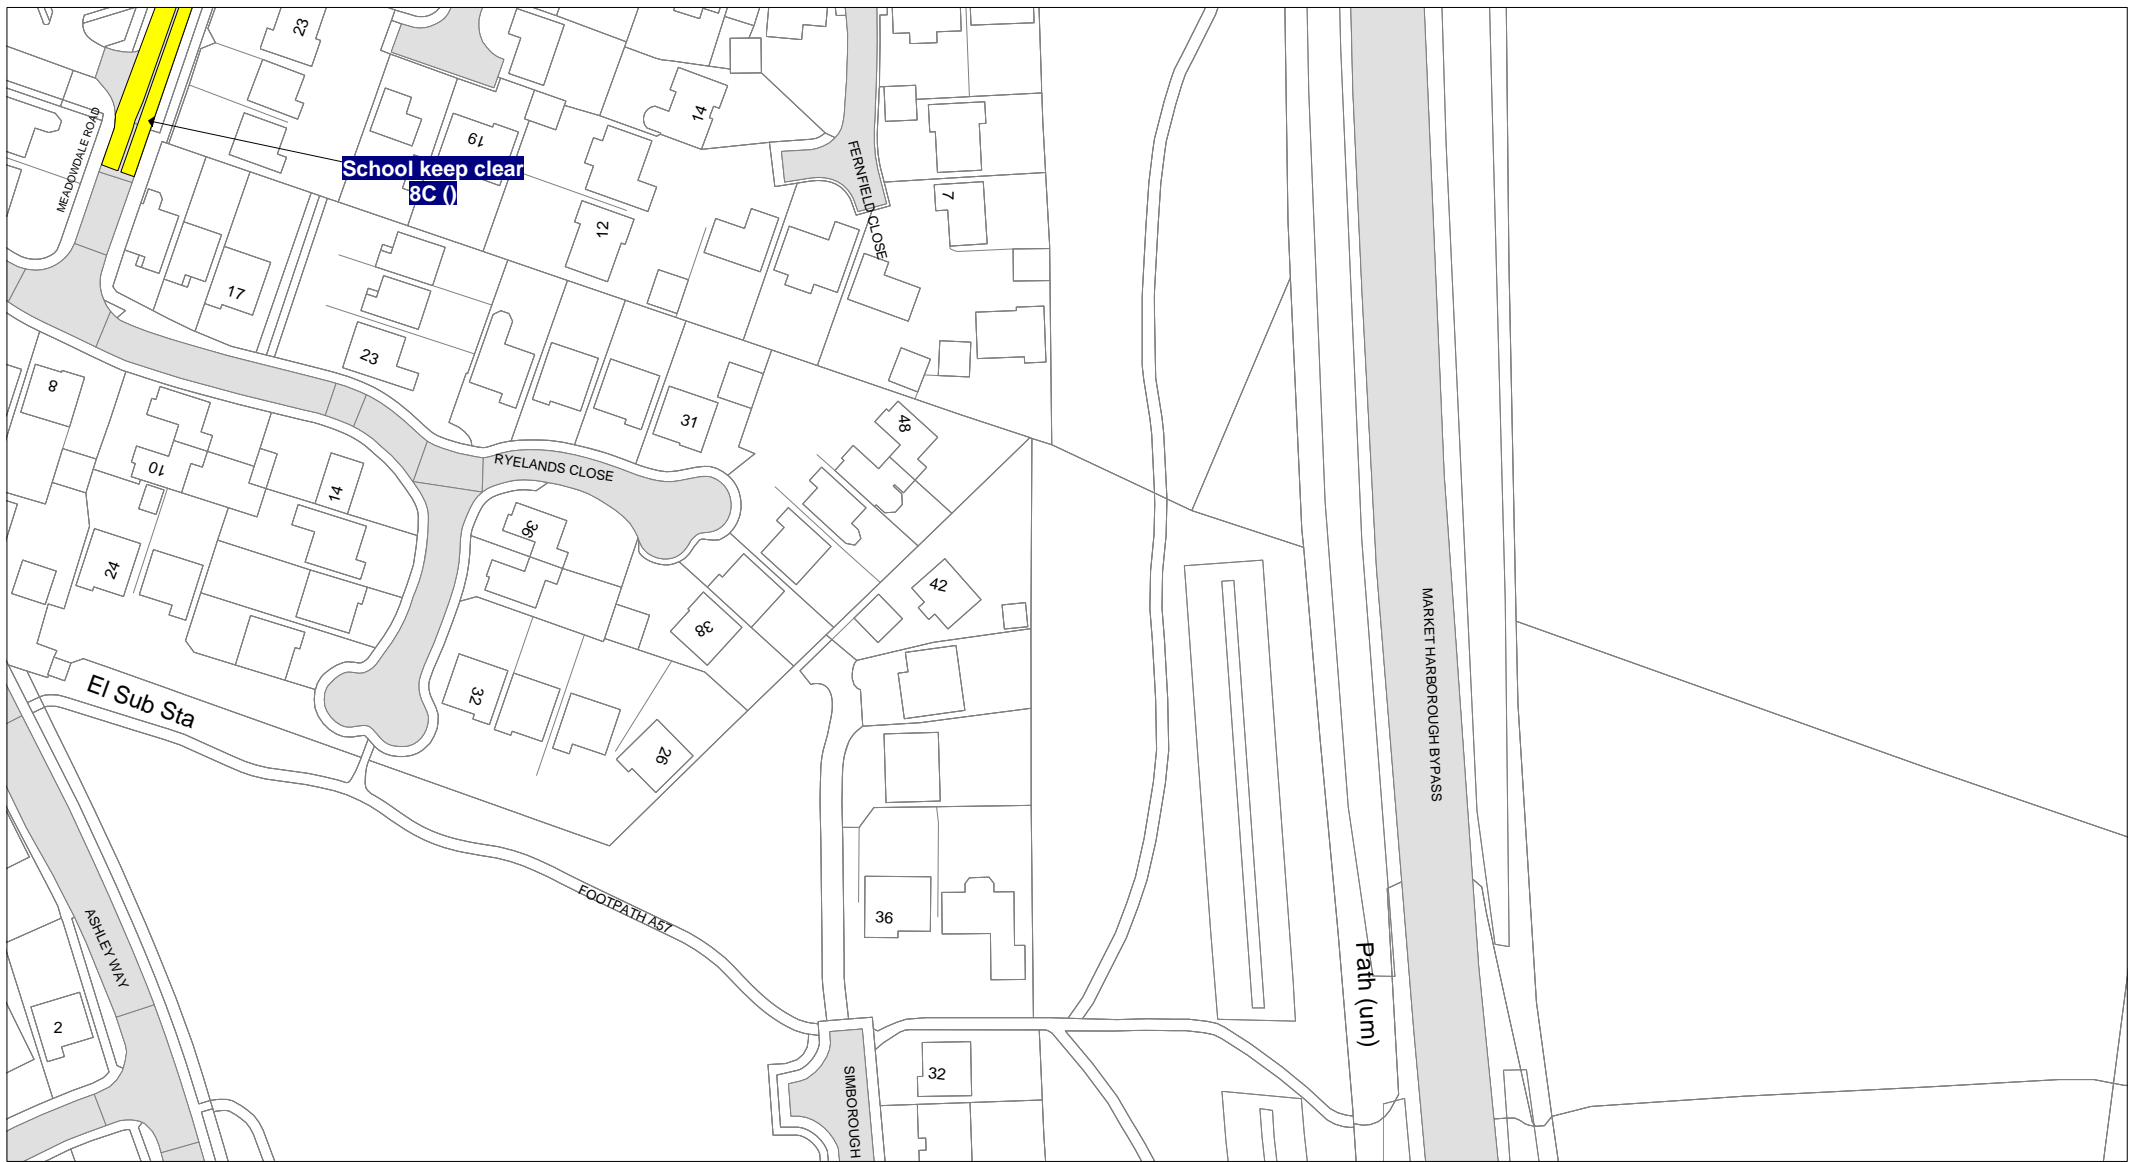 23
14
19
MEADOWDALE ROAD
School keep clear
8C ()
FERNFIELD CLOSE
7
12
17
23
8
31
48
10
14
RYELANDS CLOSE
36
24
42
38
MARKET HARBOROUGH BYPASS
El Sub Sta
32
26
FOOTPATH A57
36
ASHLEY WAY
Path (um)
2
32
SIMBOROUGH